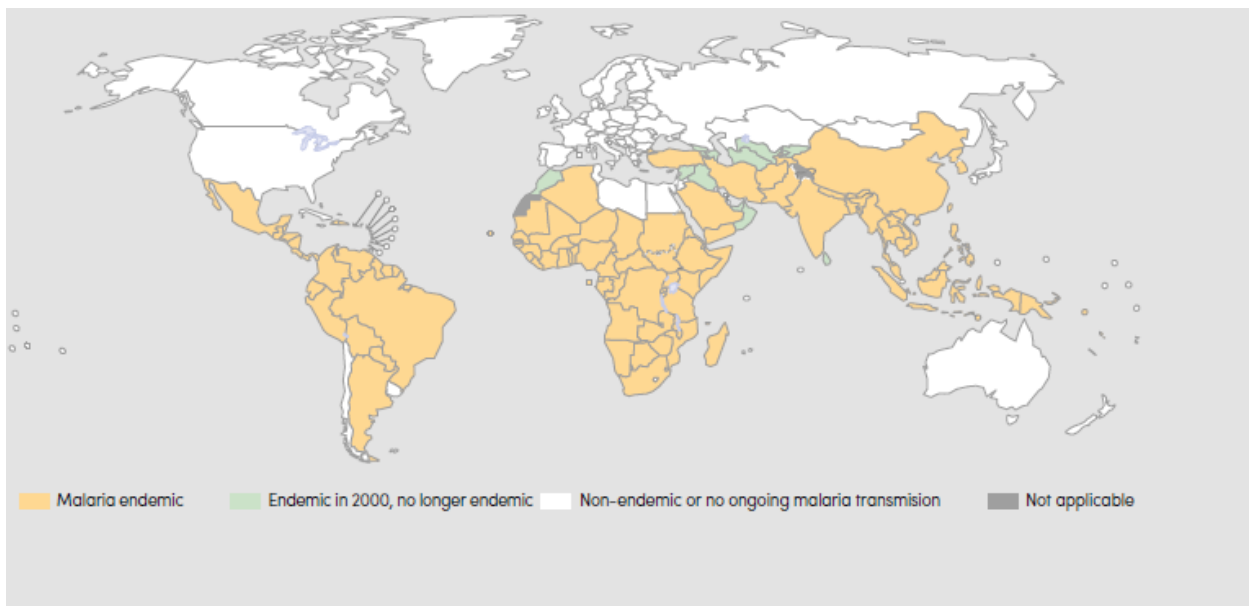 Malaria endemic
Endemic in 2000, no longer endemic
Non-endemic or no ongoing malaria transmision
Not applicable